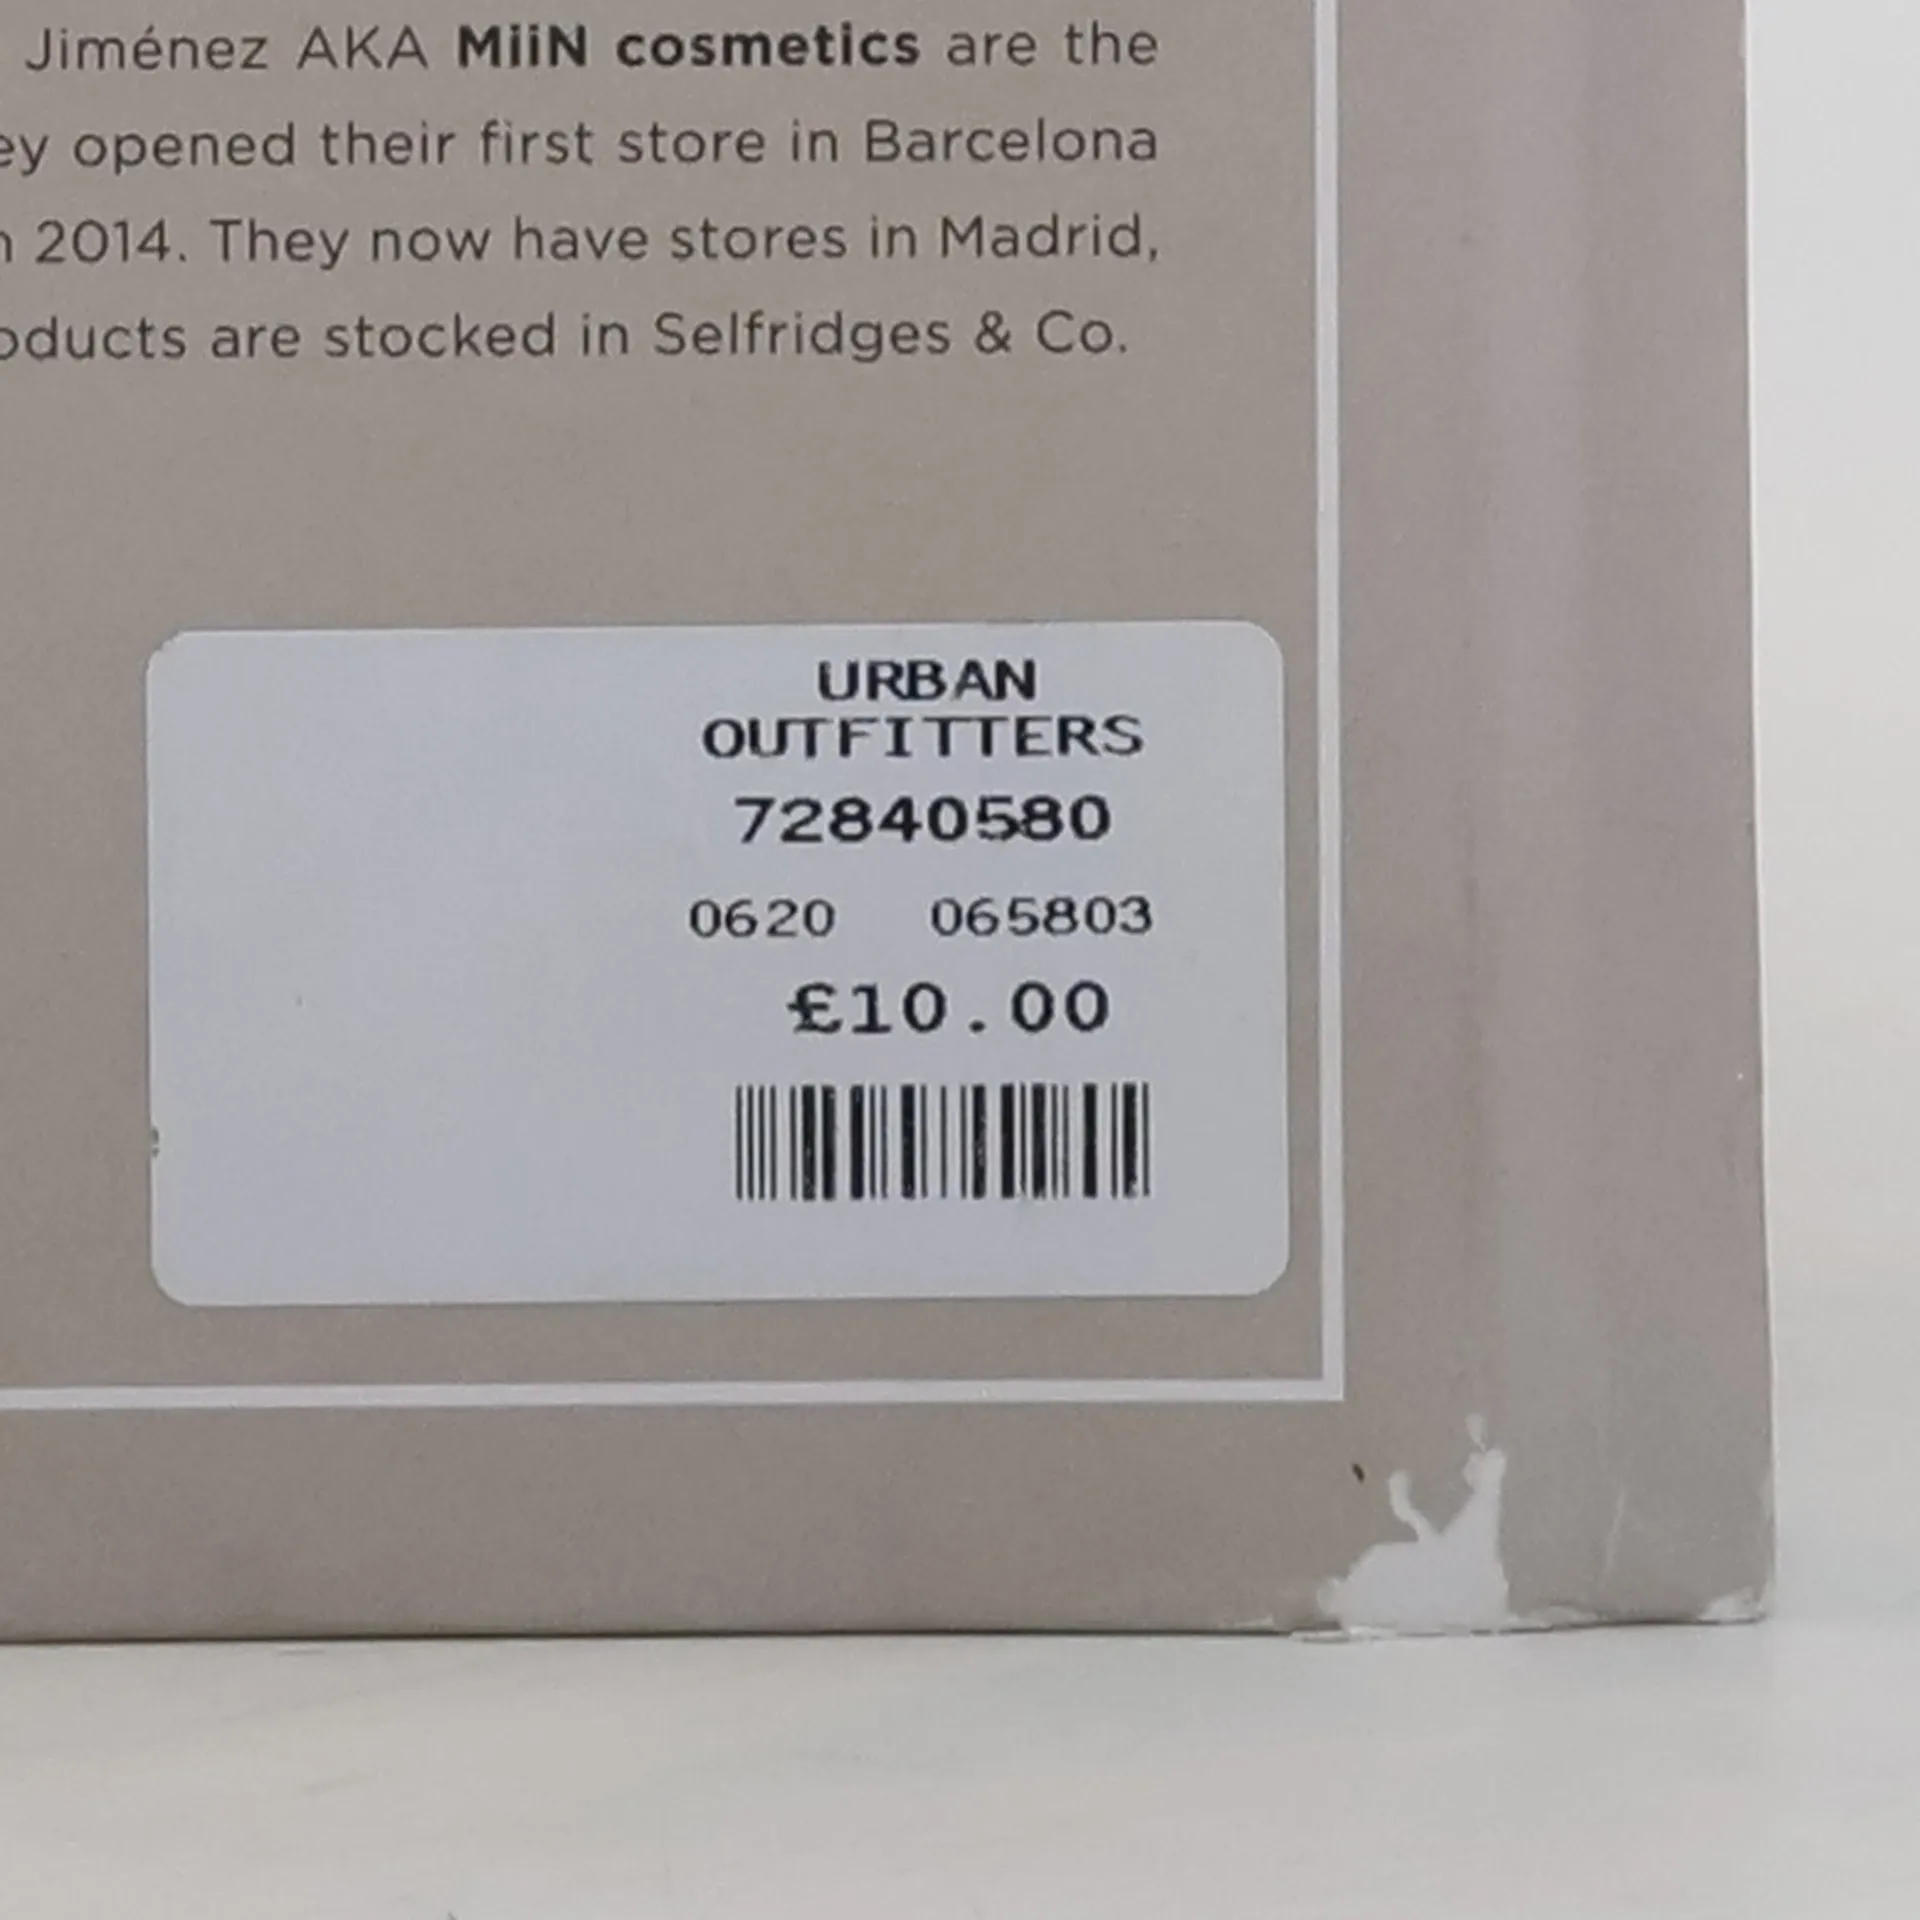 Jiménez AKA MiiN cosmetics are the
ey opened their first store in Barcelona
n 2014. They now have stores in Madrid,
oducts are stocked in Selfridges & Co.
URBAN
OUTFITTERS
72840580
0620 065803
£10.00